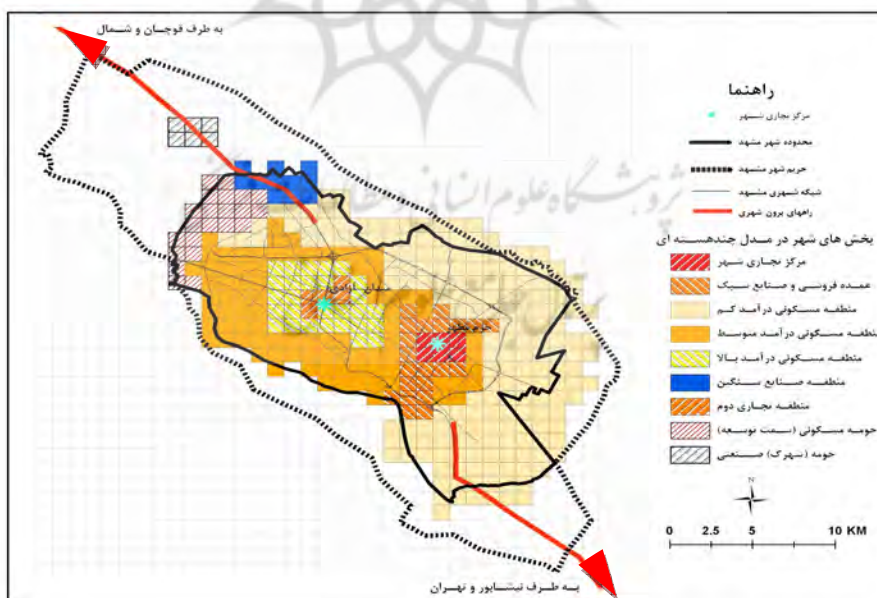 به طرف قوچان و شمال
راهنما
مرکز تجاری شهر
محدوده شهر مشهد
حریم شهر مشهد
شبکه شهری مشهد
راههای برون شهری
بخش های شهر در مدل چندهسته ای
مرکز تجاری شهر
عمده فروشی و صنایع سبک
منطقه مسکونی درآمد کم
منطقه مسکونی درآمد متوسط
منطقه مسکونی درآمد بالا
منطقه صنایع سنگین
منطقه تجاری دوم
حومه مسکونی (سمت توسعه)
حومه (شهرک) صنعتی
پژوهشگاه علوم انسانی و
میدان آزادی
حرم مطهر
N
0 2.5 5 10 KM
به طرف نیشابور و تهران